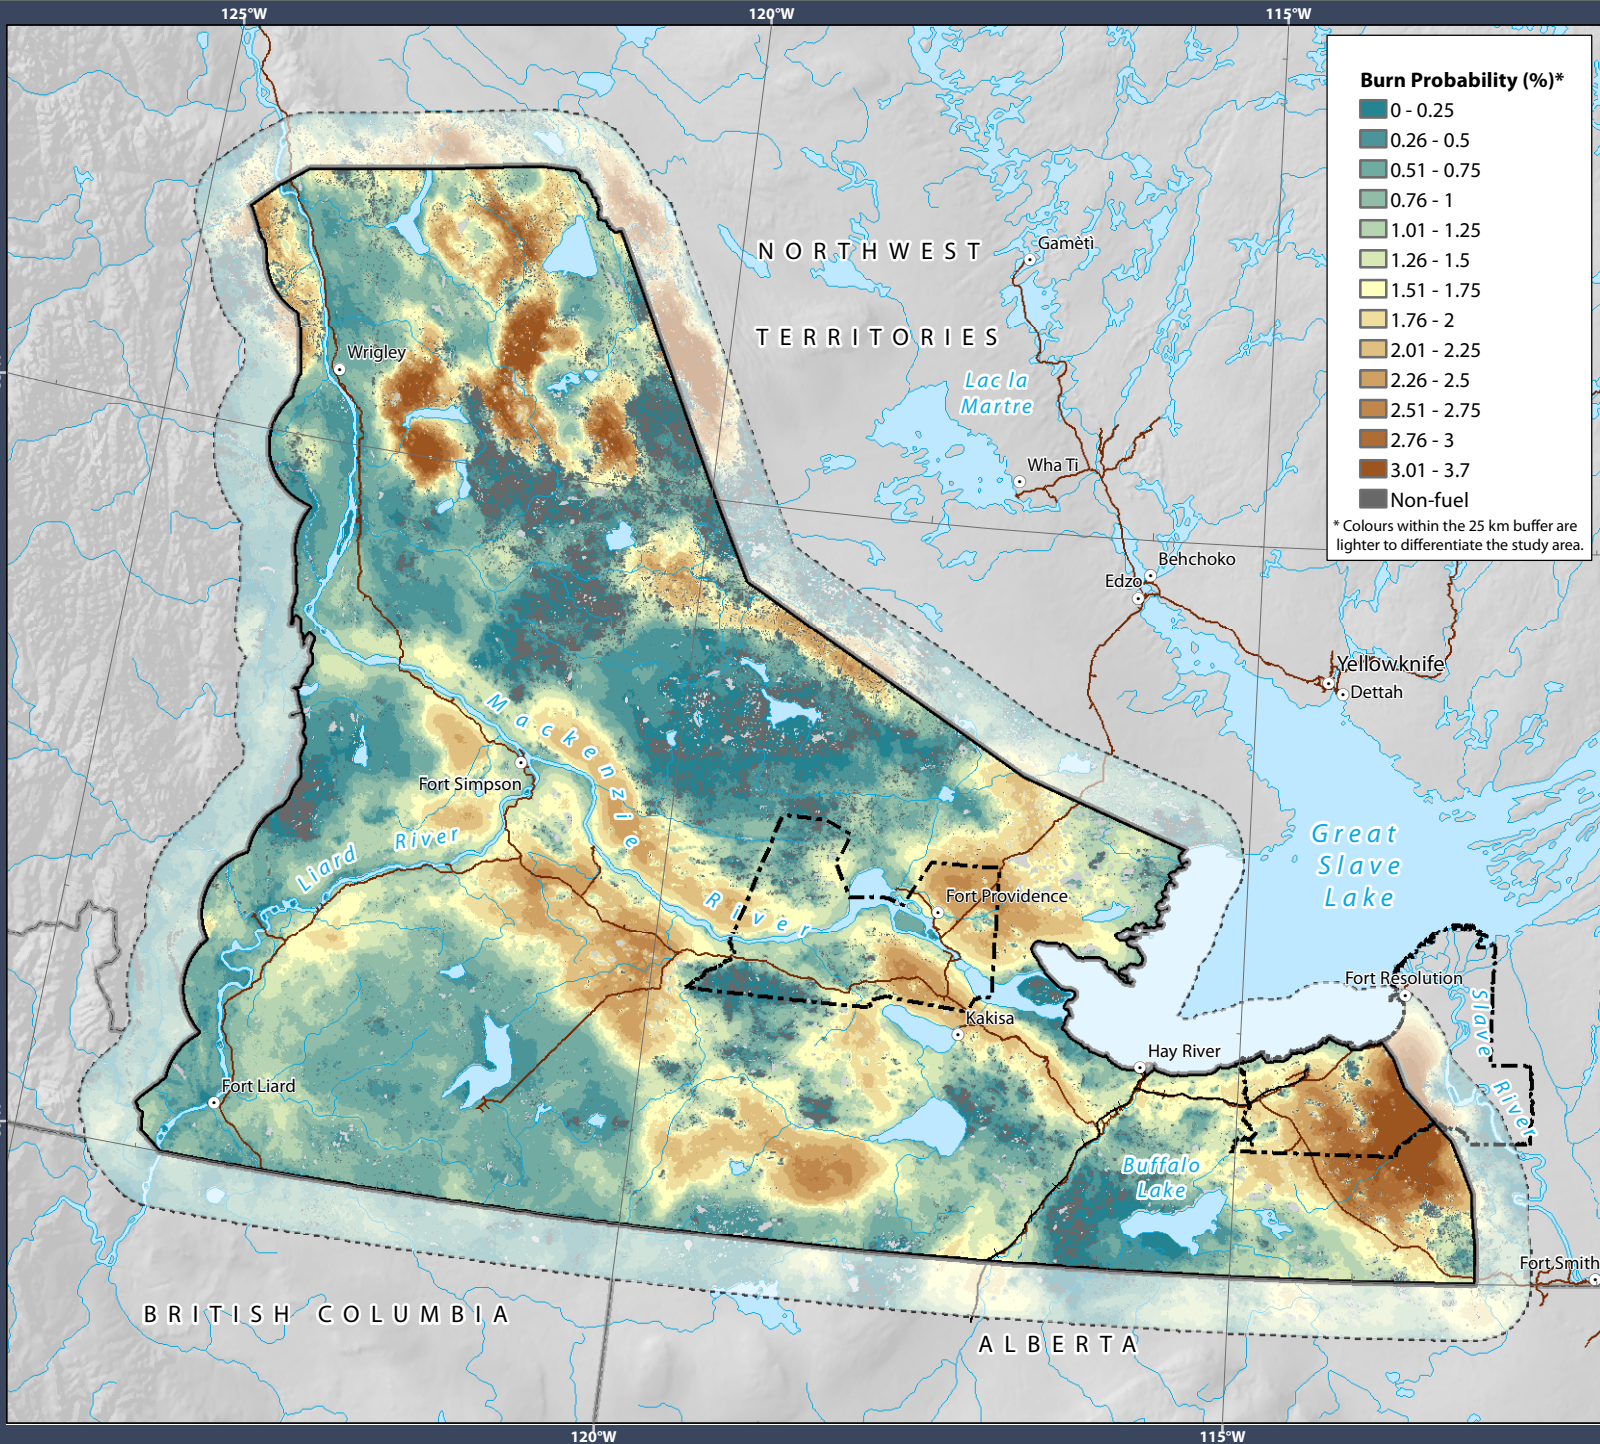 125°W
120°W
115°W
Burn Probability (%)*
0 - 0.25
0.26 - 0.5
0.51 - 0.75
0.76 - 1
1.01 - 1.25
1.26 - 1.5
1.51 - 1.75
1.76 - 2
2.01 - 2.25
2.26 - 2.5
2.51 - 2.75
2.76 - 3
3.01 - 3.7
Non-fuel
* Colours within the 25 km buffer are
lighter to differentiate the study area.
NORTHWEST
TERRITORIES
Gamètì
Wrigley
Lac la
Martre
Wha Ti
Behchoko
Edzo
Yellowknife
Dettah
Mackenzie
River
Fort Simpson
Liard River
Great
Slave
Lake
Fort Providence
Fort Resolution
Slave
River
Kakisa
Hay River
Fort Liard
Buffalo
Lake
Fort Smith
BRITISH COLUMBIA
ALBERTA
120°W
115°W